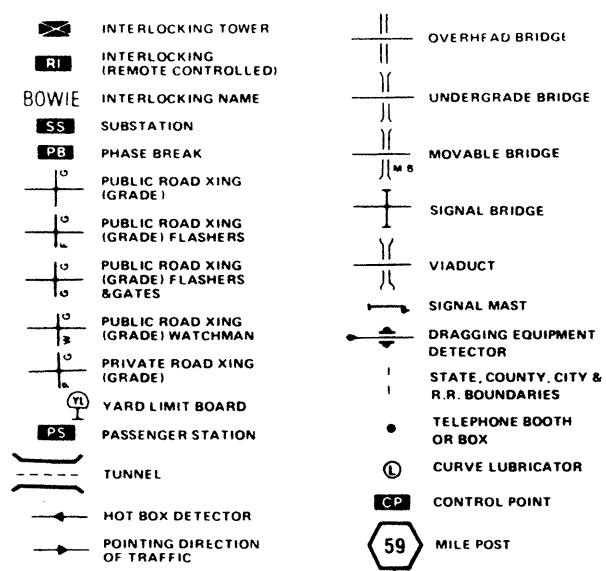 INTERLOCKING TOWER
RI INTERLOCKING
(REMOTE CONTROLLED)
BOWIE INTERLOCKING NAME
SS SUBSTATION
PB PHASE BREAK
G PUBLIC ROAD XING
(GRADE)
G PUBLIC ROAD XING
F (GRADE) FLASHERS
G PUBLIC ROAD XING
(GRADE) FLASHERS
G &GATES
G PUBLIC ROAD XING
W (GRADE) WATCHMAN
G PRIVATE ROAD XING
P (GRADE)
YL YARD LIMIT BOARD
PS PASSENGER STATION
TUNNEL
HOT BOX DETECTOR
POINTING DIRECTION
OF TRAFFIC
OVERHEAD BRIDGE
UNDERGRADE BRIDGE
MOVABLE BRIDGE
M B
SIGNAL BRIDGE
VIADUCT
SIGNAL MAST
DRAGGING EQUIPMENT
DETECTOR
STATE, COUNTY, CITY &
R.R. BOUNDARIES
TELEPHONE BOOTH
OR BOX
L CURVE LUBRICATOR
CP CONTROL POINT
59 MILE POST